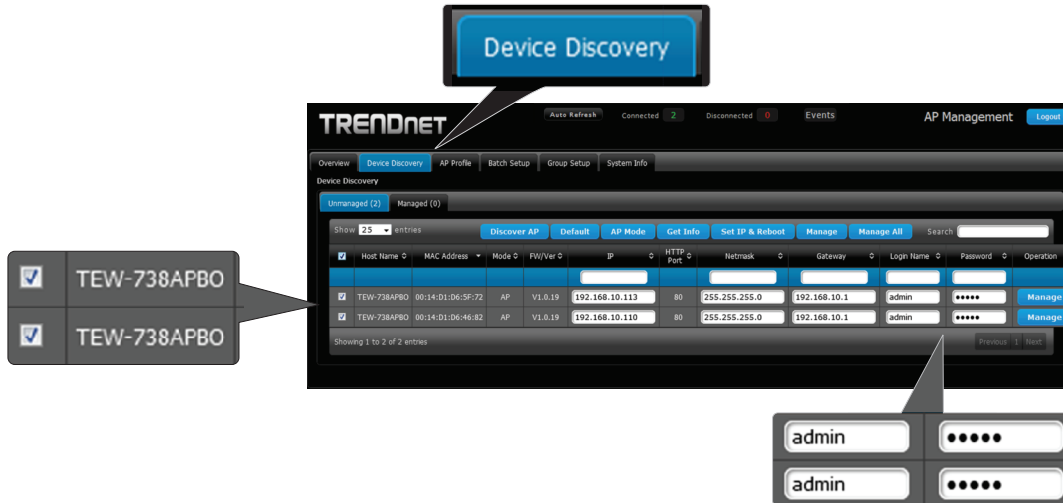 Device Discovery
TRENDNET Auto Refresh Connected 2 Disconnected 0 Events AP Management Logout
Overview Device Discovery AP Profile Batch Setup Group Setup System Info
Device Discovery
Unmanaged (2) Managed (0)
Show 25 entries Discover AP Default AP Mode Get Info Set IP & Reboot Manage Manage All Search
Host Name MAC Address Mode FW/Ver IP HTTP Port Netmask Gateway Login Name Password Operation
TEW-738APBO 00:14:D1:D6:5F:72 AP V1.0.19 192.168.10.113 80 255.255.255.0 192.168.10.1 admin ••••• Manage
TEW-738APBO 00:14:D1:D6:46:82 AP V1.0.19 192.168.10.110 80 255.255.255.0 192.168.10.1 admin ••••• Manage
Showing 1 to 2 of 2 entries Previous 1 Next
TEW-738APBO
TEW-738APBO
admin •••••
admin •••••